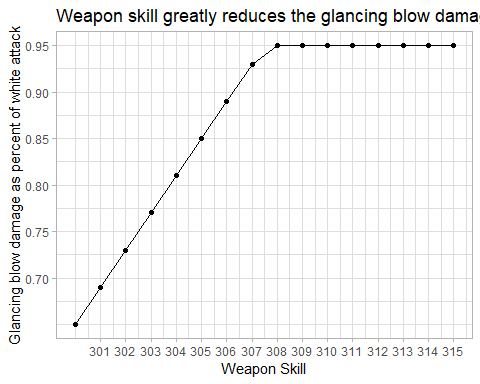 Weapon skill greatly reduces the glancing blow dama
Glancing blow damage as percent of white attack
0.95
0.90
0.85
0.80
0.75
0.70
301 302 303 304 305 306 307 308 309 310 311 312 313 314 315
Weapon Skill